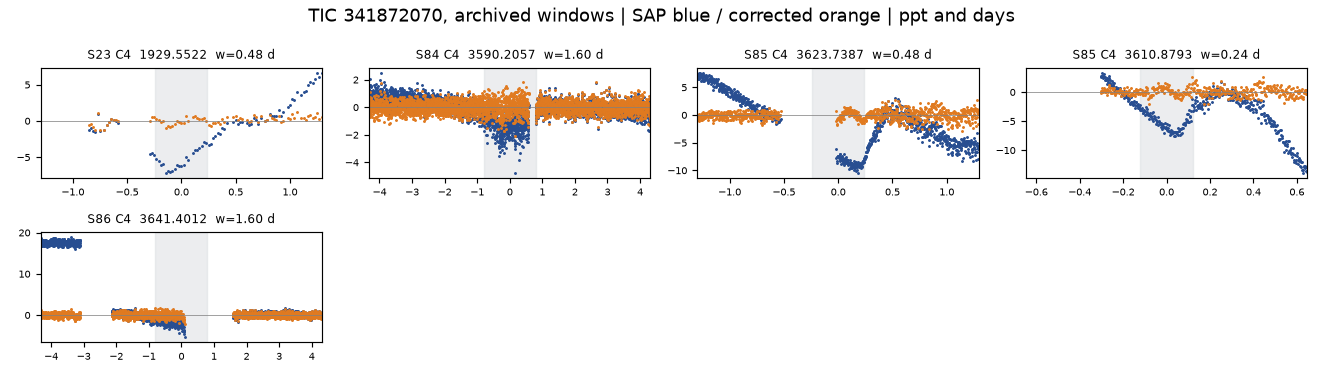 TIC 341872070, archived windows | SAP blue / corrected orange | ppt and days
S23 C4 1929.5522 w=0.48 d
S84 C4 3590.2057 w=1.60 d
S85 C4 3623.7387 w=0.48 d
S85 C4 3610.8793 w=0.24 d
5
0
−5
−1.0 −0.5 0.0 0.5 1.0
2
0
−2
−4
−4 −3 −2 −1 0 1 2 3 4
5
0
−5
−10
−1.0 −0.5 0.0 0.5 1.0
0
−5
−10
−0.6 −0.4 −0.2 0.0 0.2 0.4 0.6
S86 C4 3641.4012 w=1.60 d
20
10
0
−4 −3 −2 −1 0 1 2 3 4